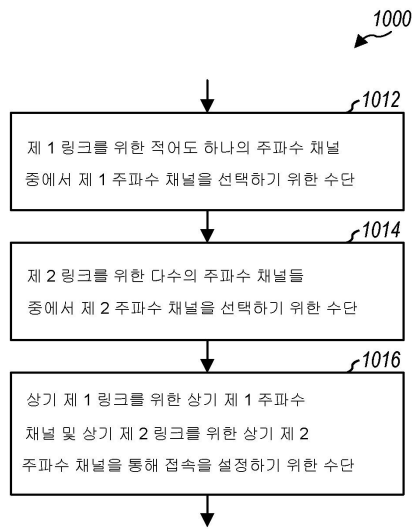 1000
1012
제 1 링크를 위한 적어도 하나의 주파수 채널
중에서 제 1 주파수 채널을 선택하기 위한 수단
1014
제 2 링크를 위한 다수의 주파수 채널들
중에서 제 2 주파수 채널을 선택하기 위한 수단
1016
상기 제 1 링크를 위한 상기 제 1 주파수
채널 및 상기 제 2 링크를 위한 상기 제 2
주파수 채널을 통해 접속을 설정하기 위한 수단